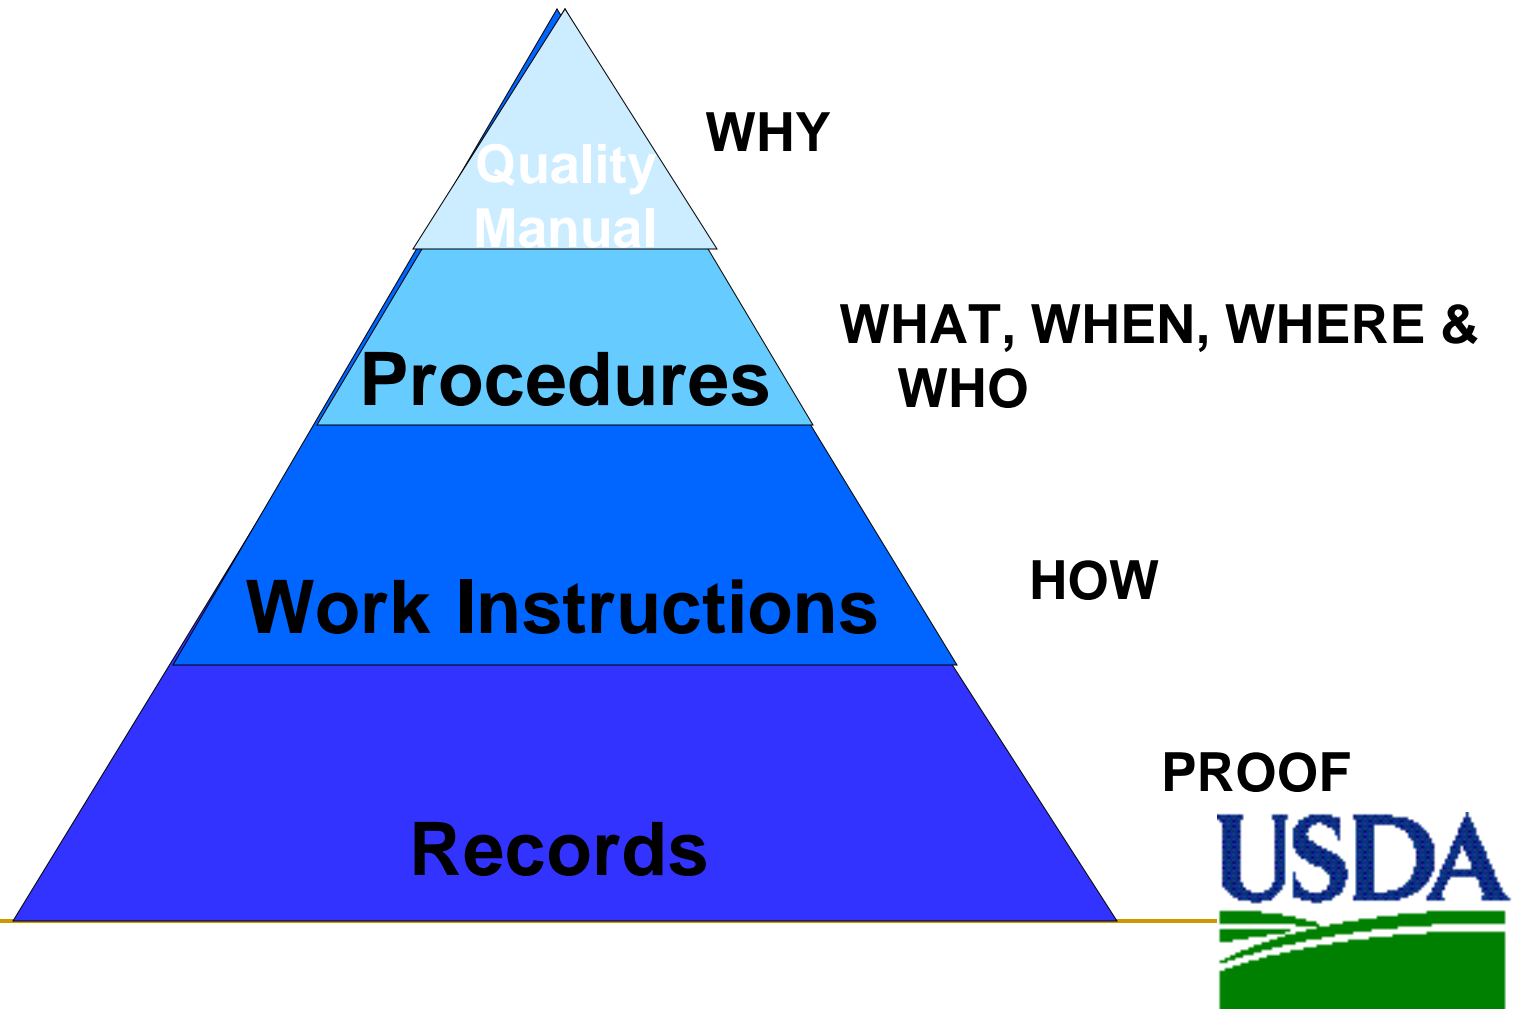 WHY
Quality
Manual
WHAT, WHEN, WHERE &
WHO
Procedures
HOW
Work Instructions
PROOF
Records
USDA